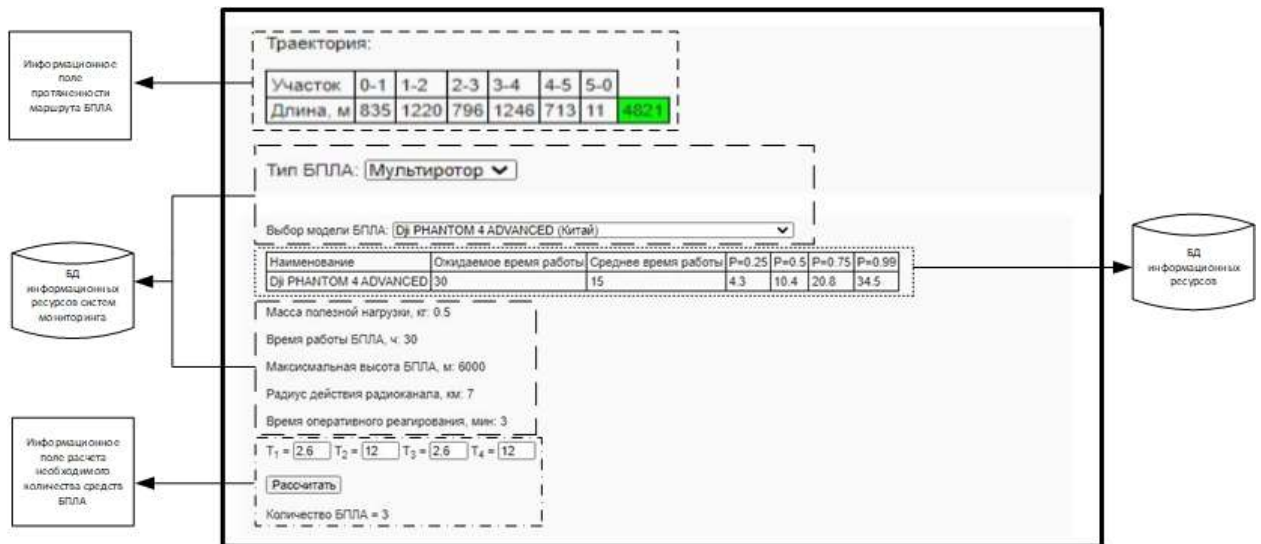 Траектория:
Участок 0-1 1-2 2-3 3-4 4-5 5-0
Длина, м 835 1220 796 1246 713 11 4821
Тип БПЛА: Мультиротор
Выбор модели БПЛА: Dji PHANTOM 4 ADVANCED (Китай)
Наименование Ожидаемое время работы Среднее время работы P=0.25 P=0.5 P=0.75 P=0.99
Dji PHANTOM 4 ADVANCED 30 15 4.3 10.4 20.8 34.5
Масса полезной нагрузки, кг: 0.5
Время работы БПЛА, ч: 30
Максисмальная высота БПЛА, м: 6000
Радиус действия радиоканала, км: 7
Время оперативного реагирования, мин: 3
T₁ = 2.6 T₂ = 12 T₃ = 2.6 T₄ = 12
Рассчитать
Количество БПЛА = 3
Информационное
поле
протяженности
маршрута БПЛА
БД
информационных
ресурсов систем
мониторинга
Информационное
поле расчета
необходимого
количества средств
БПЛА
БД
информационных
ресурсов